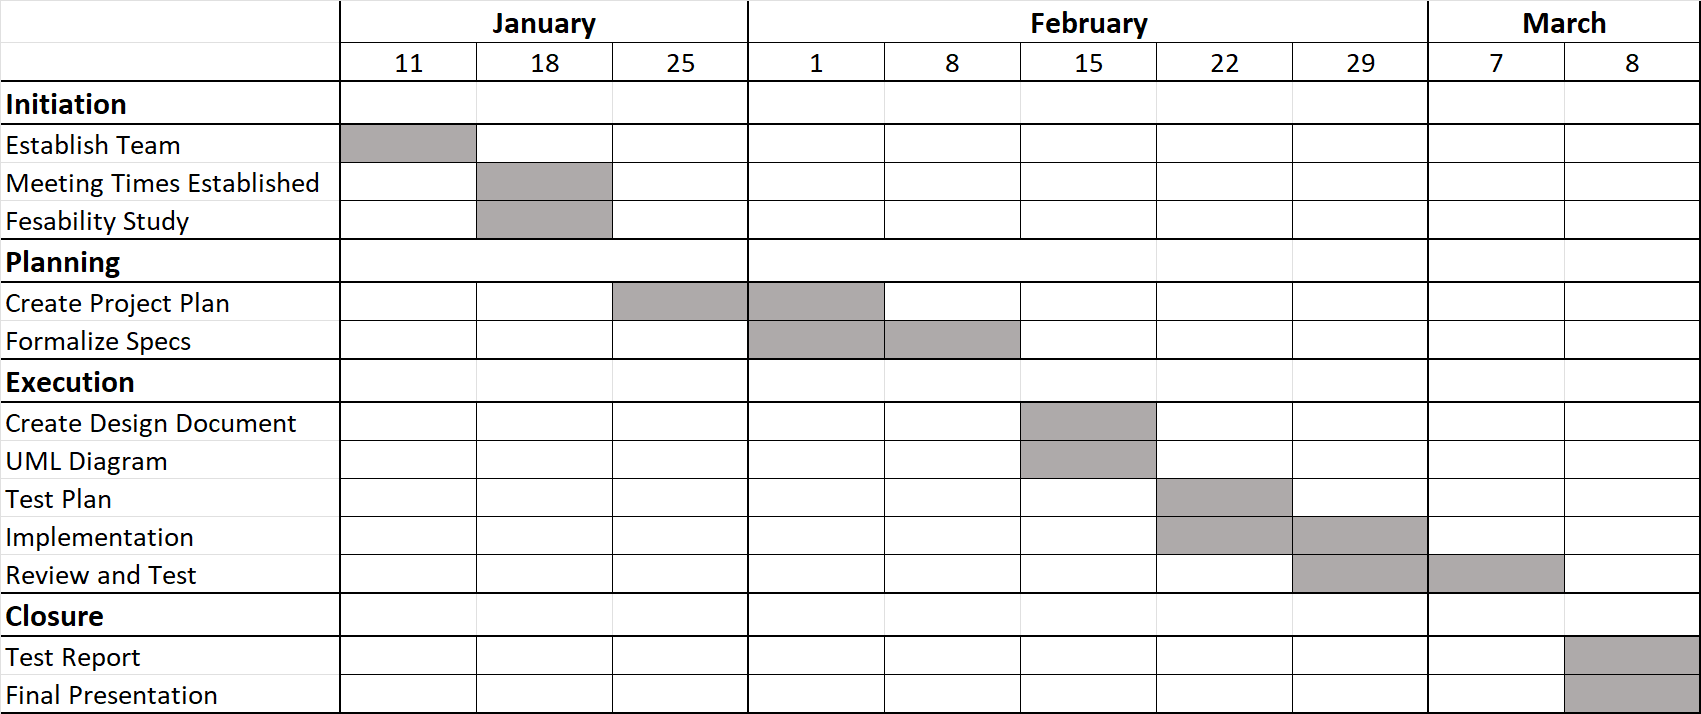 January February March
11 18 25 1 8 15 22 29 7 8
Initiation
Establish Team
Meeting Times Established
Fesability Study
Planning
Create Project Plan
Formalize Specs
Execution
Create Design Document
UML Diagram
Test Plan
Implementation
Review and Test
Closure
Test Report
Final Presentation